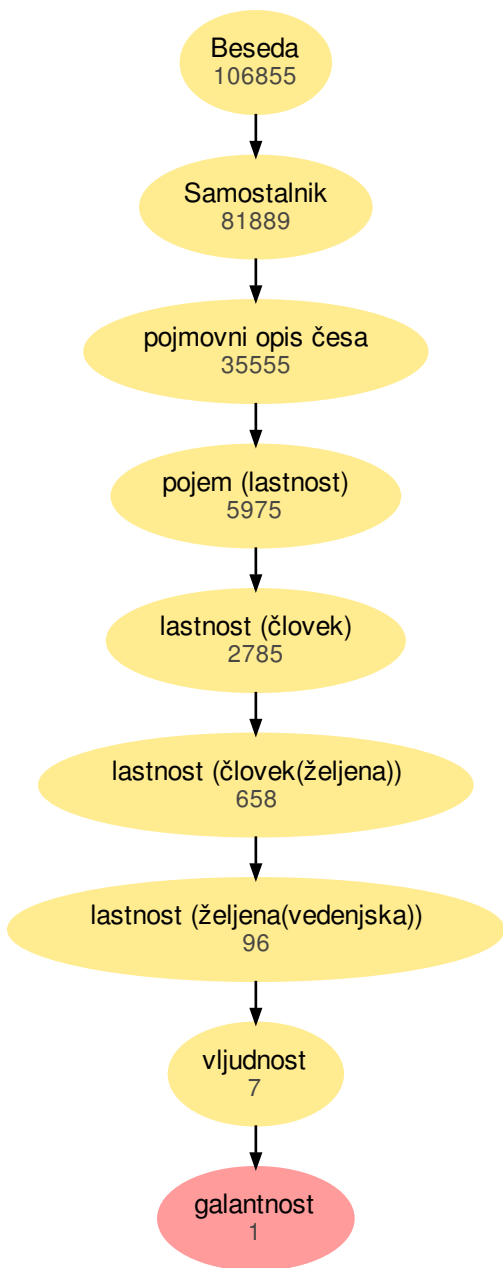 Beseda
106855
Samostalnik
81889
pojmovni opis česa
35555
pojem (lastnost)
5975
lastnost (človek)
2785
lastnost (človek(željena))
658
lastnost (željena(vedenjska))
96
vljudnost
7
galantnost
1